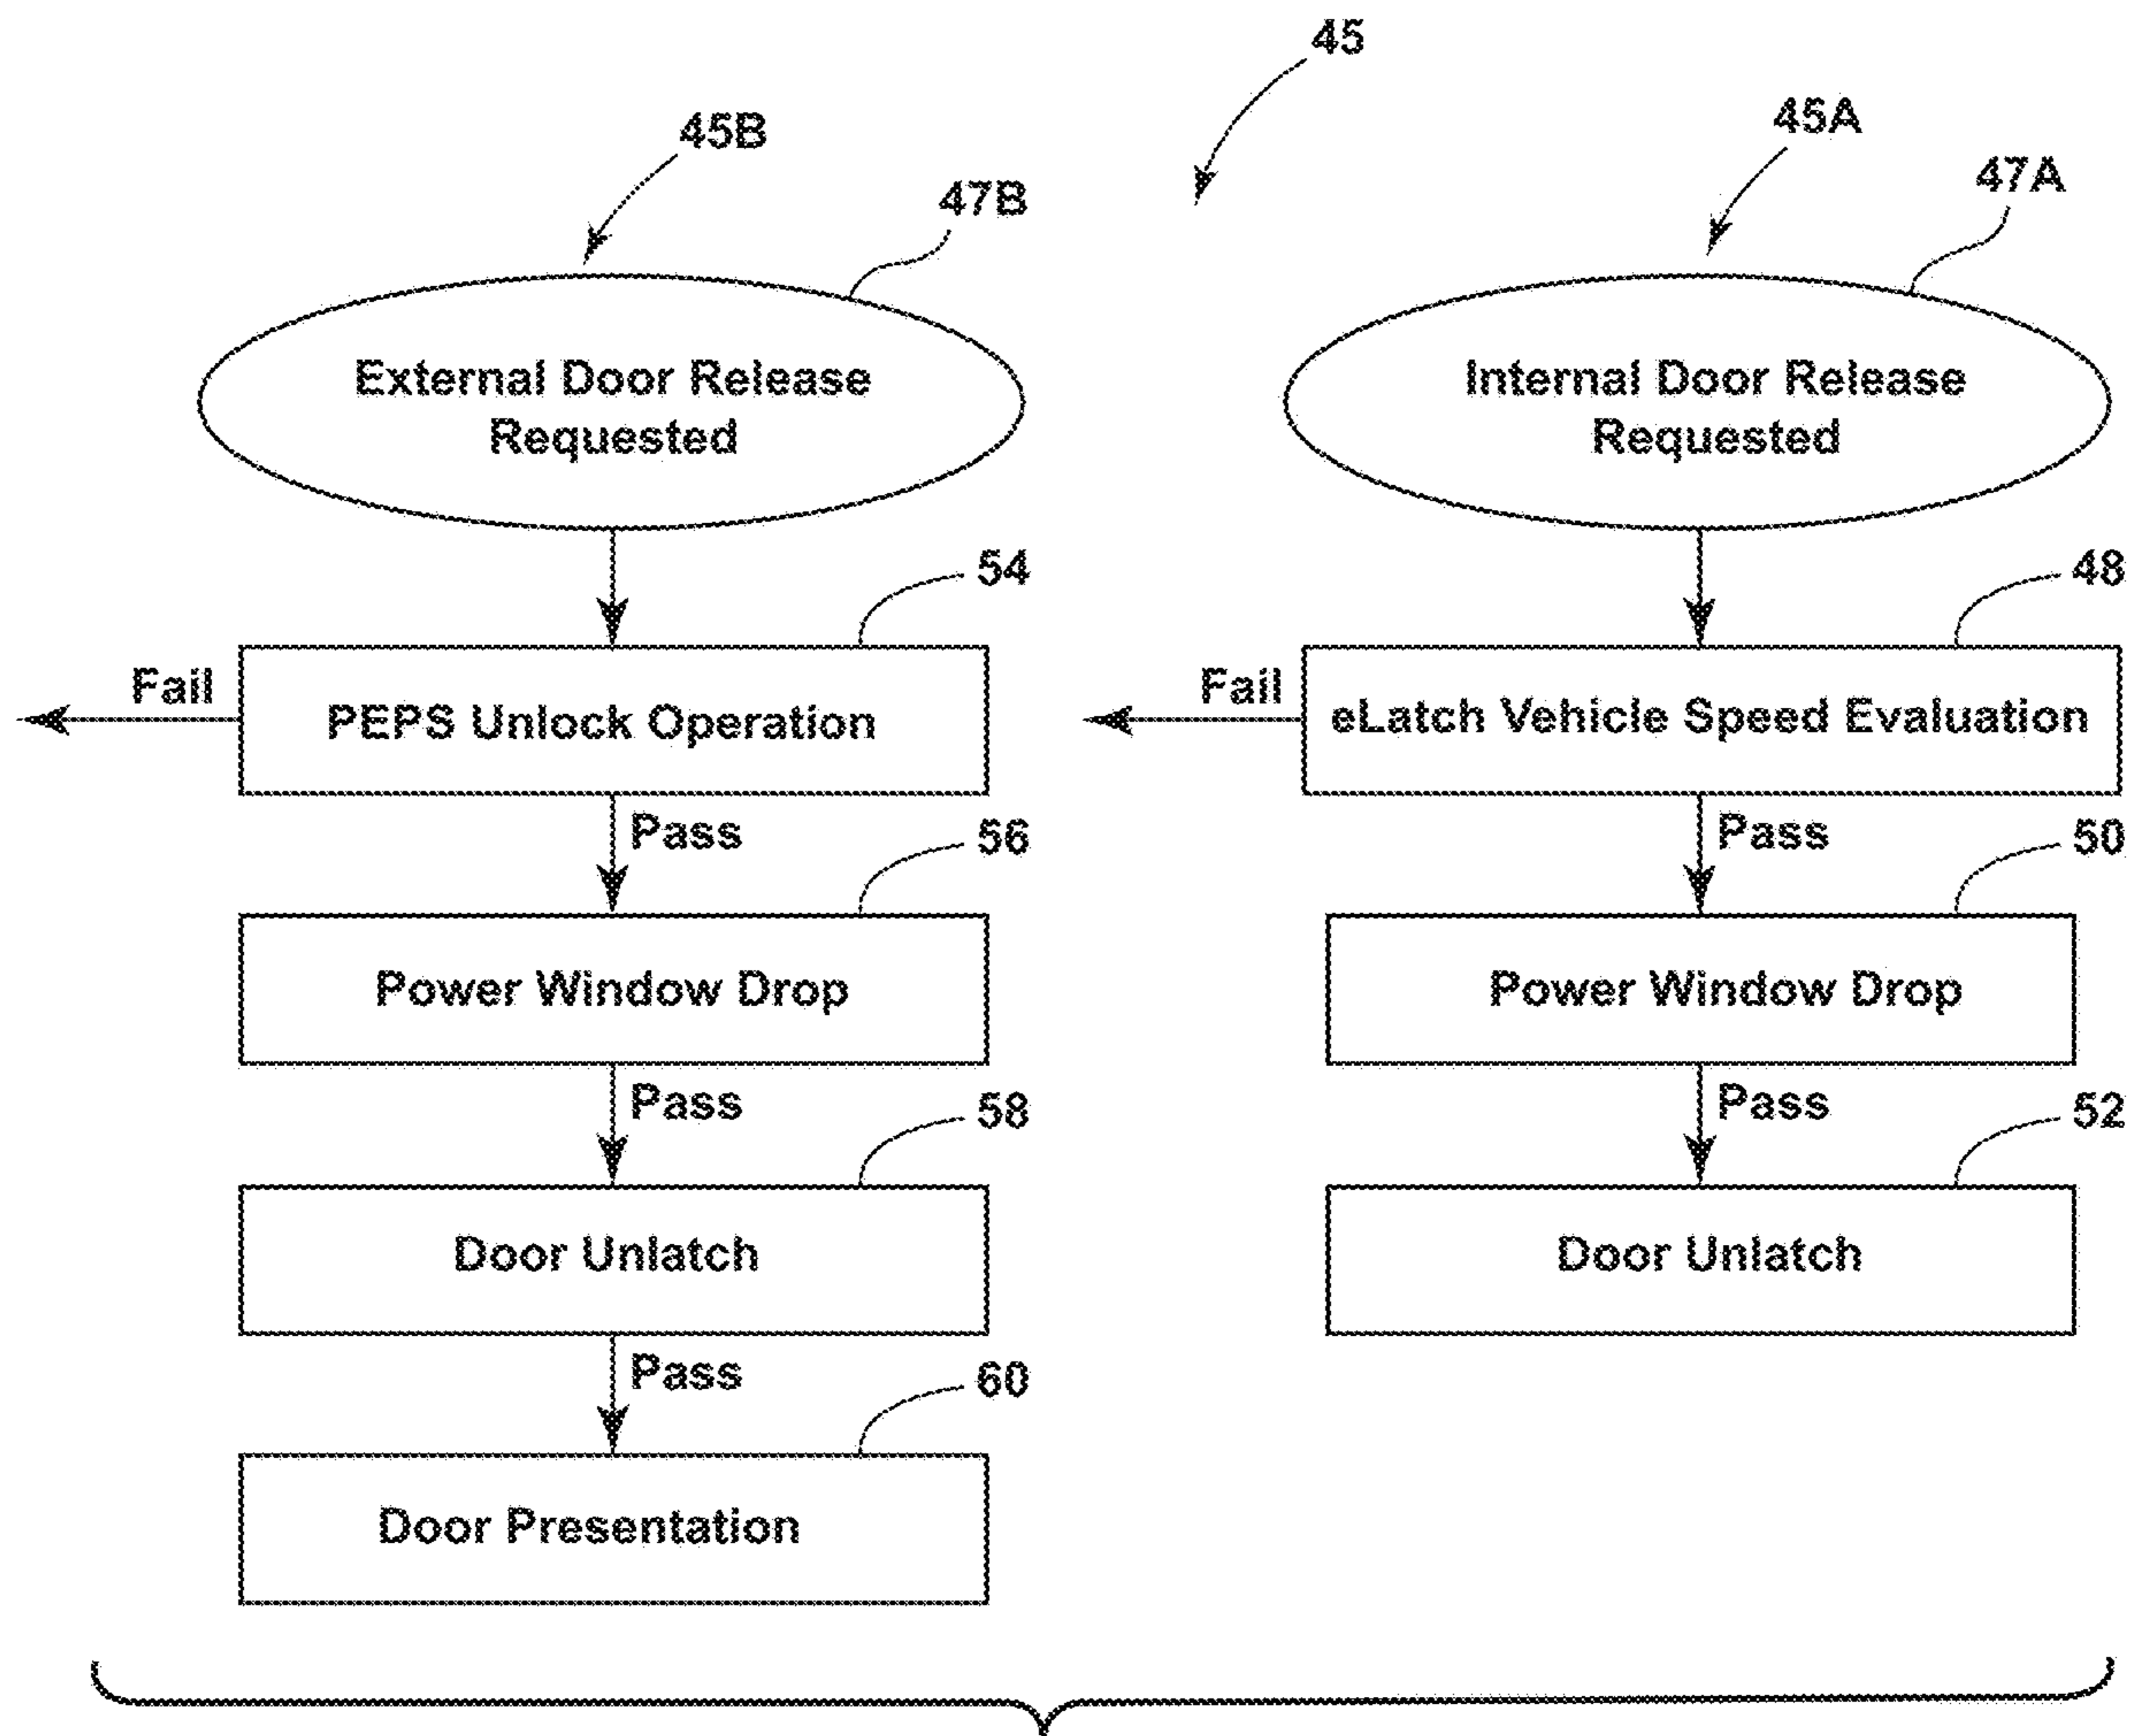 45
45B
47B
External Door Release
Requested
54
Fail
PEPS Unlock Operation
Pass
56
Power Window Drop
Pass
58
Door Unlatch
Pass
60
Door Presentation
45A
47A
Internal Door Release
Requested
48
Fail
eLatch Vehicle Speed Evaluation
Pass
50
Power Window Drop
Pass
52
Door Unlatch